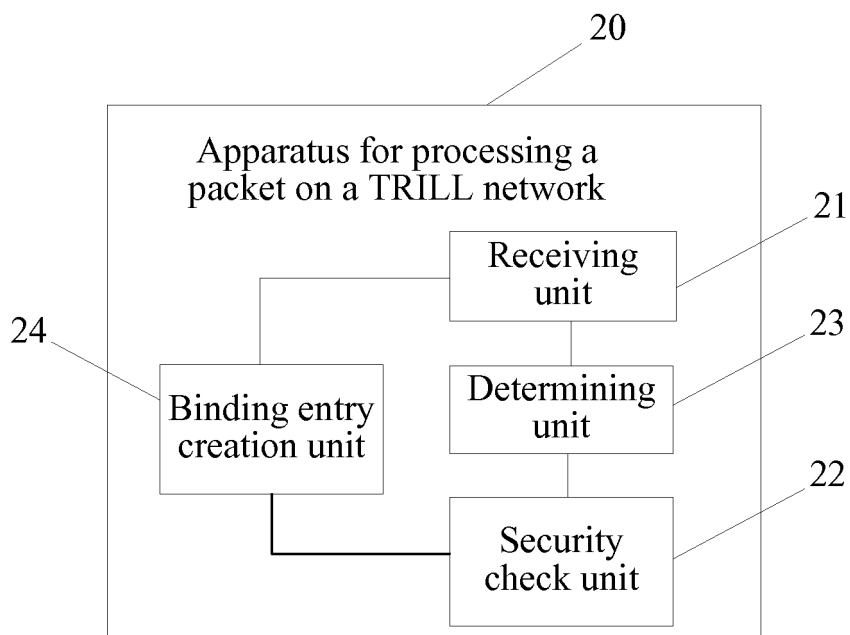 20
Apparatus for processing a
packet on a TRILL network
21
Receiving
unit
23
24
Determining
unit
Binding entry
creation unit
22
Security
check unit